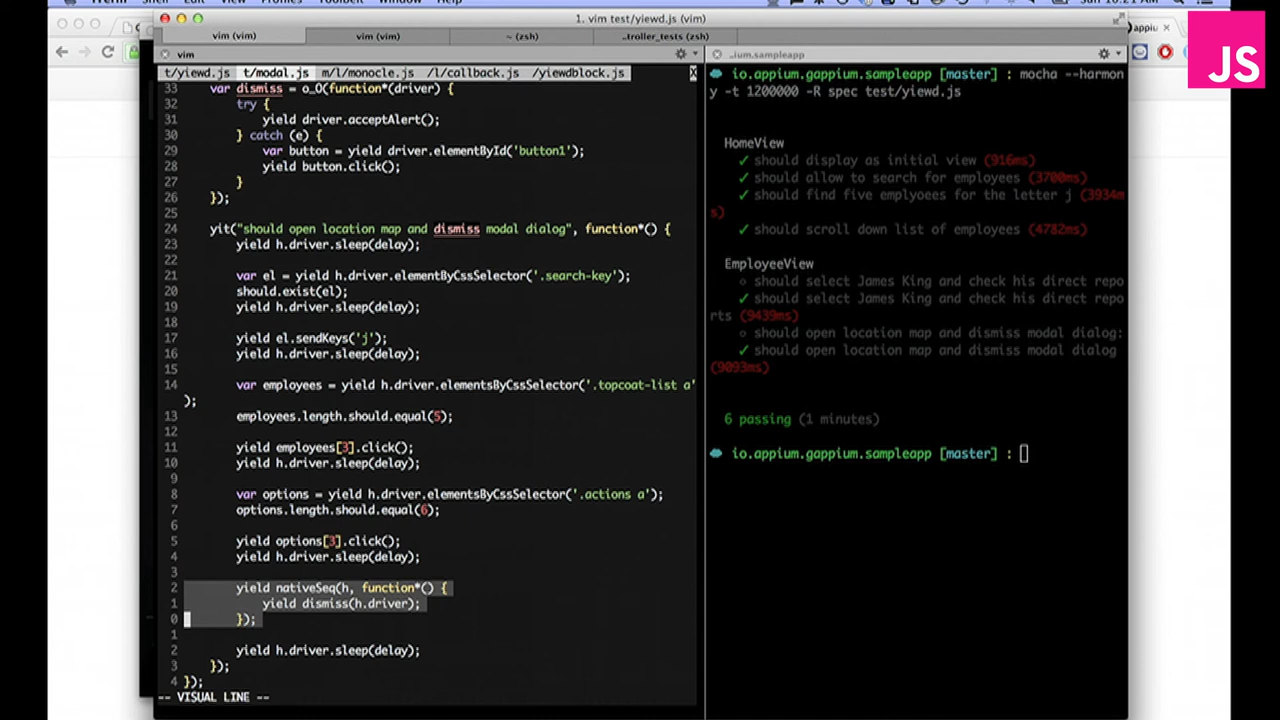 iTerm
View
Profiles
Toolbelt
Window
Help
Sun 10:21 AM
1. vim test/yiewd.js (vim)
vim (vim)
vim (vim)
~ (zsh)
..troller_tests (zsh)
appiu
JS
vim
..ium.sampleapp
t/yiewd.js t/modal.js m/l/monocle.js /l/callback.js /yiewdblock.js X
33 var dismiss = o_O(function*(driver) {
32 try {
31 yield driver.acceptAlert();
30 } catch (e) {
29 var button = yield driver.elementById('button1');
28 yield button.click();
27 }
26 });
25
24 yit("should open location map and dismiss modal dialog", function*() {
23 yield h.driver.sleep(delay);
22
21 var el = yield h.driver.elementByCssSelector('.search-key');
20 should.exist(el);
19 yield h.driver.sleep(delay);
18
17 yield el.sendKeys('j');
16 yield h.driver.sleep(delay);
15
14 var employees = yield h.driver.elementsByCssSelector('.topcoat-list a'
);
13 employees.length.should.equal(5);
12
11 yield employees[3].click();
10 yield h.driver.sleep(delay);
9
8 var options = yield h.driver.elementsByCssSelector('.actions a');
7 options.length.should.equal(6);
6
5 yield options[3].click();
4 yield h.driver.sleep(delay);
3
2 yield nativeSeq(h, function*() {
1 yield dismiss(h.driver);
0 });
1
2 yield h.driver.sleep(delay);
3 });
4 });
-- VISUAL LINE --
io.appium.gappium.sampleapp [master] : mocha --harmon
y -t 1200000 -R spec test/yiewd.js
HomeView
✓ should display as initial view (916ms)
✓ should allow to search for employees (3700ms)
✓ should find five emplyoees for the letter j (3934m
s)
✓ should scroll down list of employees (4782ms)
EmployeeView
○ should select James King and check his direct repo
✓ should select James King and check his direct repo
rts (9439ms)
○ should open location map and dismiss modal dialog:
✓ should open location map and dismiss modal dialog
(9093ms)
6 passing (1 minutes)
io.appium.gappium.sampleapp [master] :